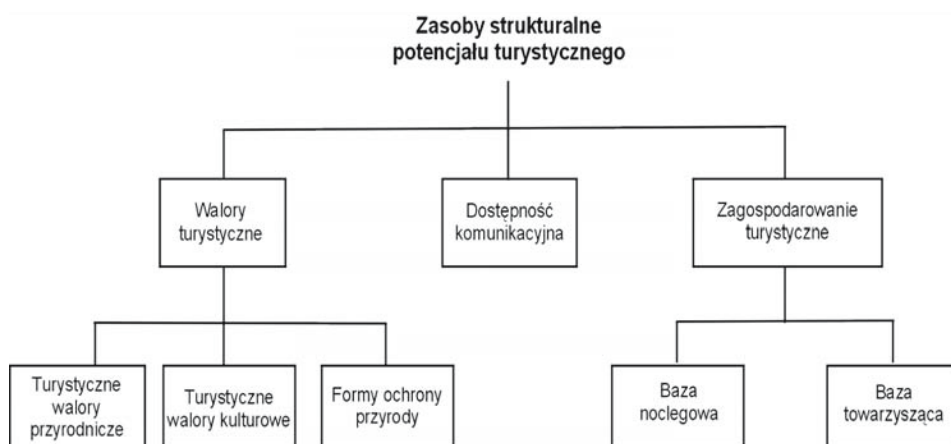 Zasoby strukturalne
potencjału turystycznego
Walory
turystyczne
Dostępność
komunikacyjna
Zagospodarowanie
turystyczne
Turystyczne
walory
przyrodnicze
Turystyczne
walory kulturowe
Formy ochrony
przyrody
Baza
noclegowa
Baza
towarzysząca